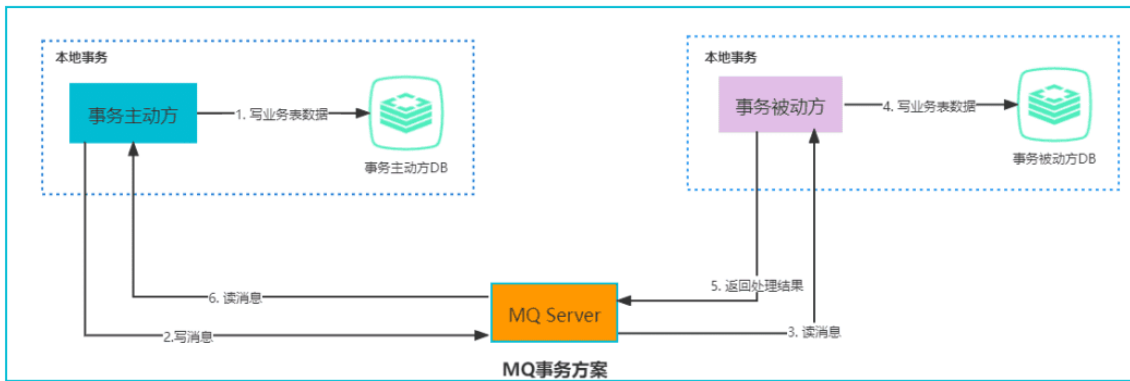 本地事务
事务主动方
1. 写业务表数据
事务主动方DB
本地事务
事务被动方
4. 写业务表数据
事务被动方DB
6. 读消息
5. 返回处理结果
MQ Server
2.写消息
3. 读消息
MQ事务方案